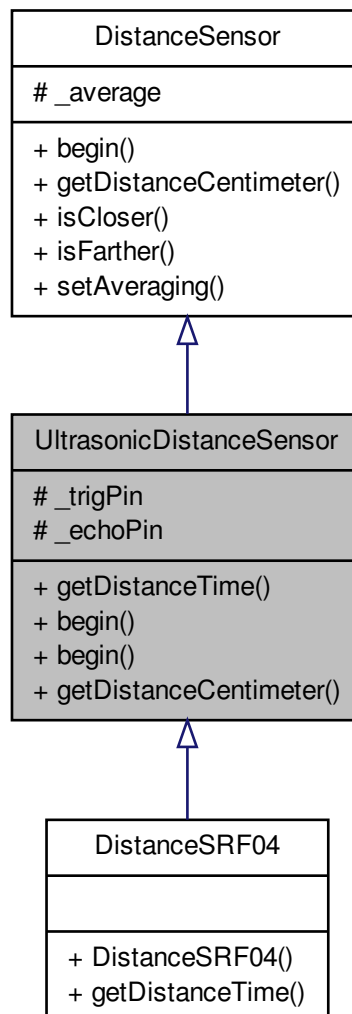 DistanceSensor
# _average
+ begin()
+ getDistanceCentimeter()
+ isCloser()
+ isFarther()
+ setAveraging()
UltrasonicDistanceSensor
# _trigPin
# _echoPin
+ getDistanceTime()
+ begin()
+ begin()
+ getDistanceCentimeter()
DistanceSRF04
+ DistanceSRF04()
+ getDistanceTime()